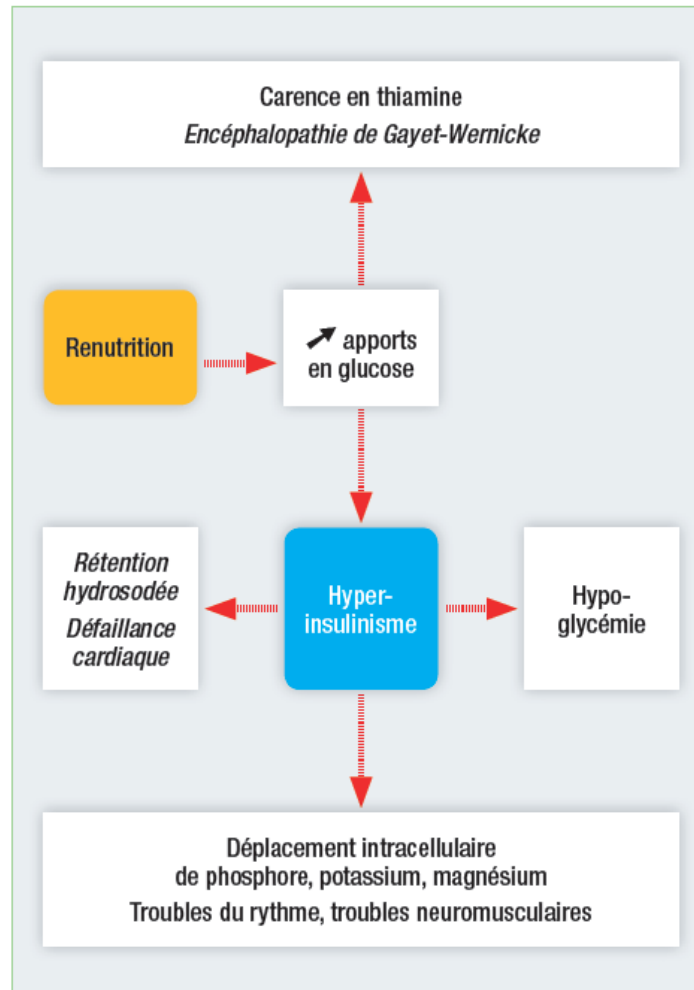 Carence en thiamine
Encéphalopathie de Gayet-Wernicke
Renutrition
↗ apports
en glucose
Rétention
hydrosodée
Défaillance
cardiaque
Hyper-
insulinisme
Hypo-
glycémie
Déplacement intracellulaire
de phosphore, potassium, magnésium
Troubles du rythme, troubles neuromusculaires